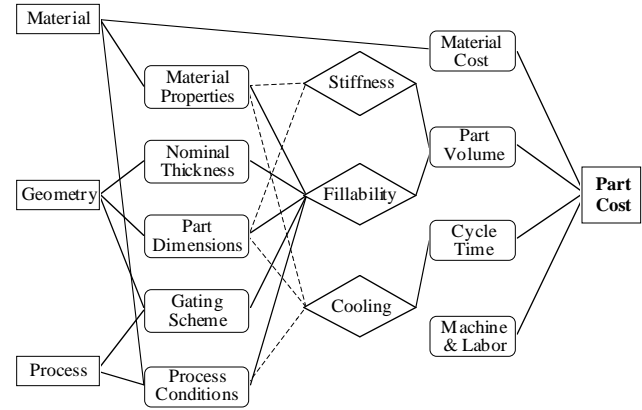 Material
Geometry
Process
Material
Properties
Nominal
Thickness
Part
Dimensions
Gating
Scheme
Process
Conditions
Stiffness
Fillability
Cooling
Material
Cost
Part
Volume
Cycle
Time
Machine
& Labor
Part
Cost